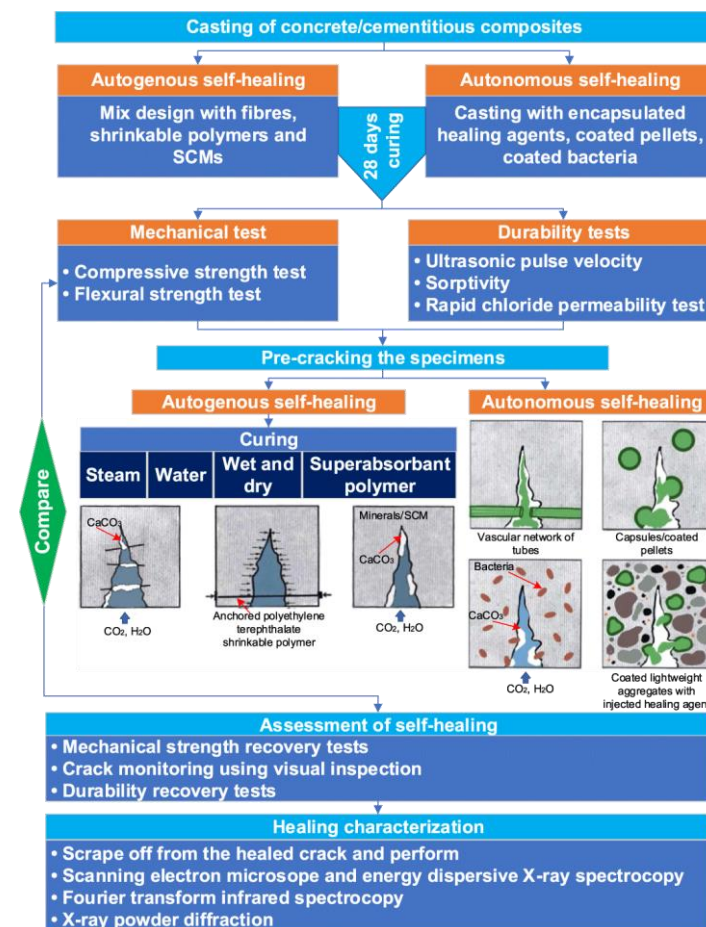 Casting of concrete/cementitious composites
Autogenous self-healing
Mix design with fibres,
shrinkable polymers and
SCMs
28 days
curing
Autonomous self-healing
Casting with encapsulated
healing agents, coated pellets,
coated bacteria
Mechanical test
• Compressive strength test
• Flexural strength test
Durability tests
• Ultrasonic pulse velocity
• Sorptivity
• Rapid chloride permeability test
Pre-cracking the specimens
Autogenous self-healing
Curing
Steam
Water
Wet and
dry
Superabsorbant
polymer
CaCO₃
CO₂, H₂O
Anchored polyethylene
terephthalate
shrinkable polymer
Minerals/SCM
CaCO₃
CO₂, H₂O
Autonomous self-healing
Vascular network of
tubes
Capsules/coated
pellets
Bacteria
CaCO₃
CO₂, H₂O
Coated lightweight
aggregates with
injected healing agen
Compare
Assessment of self-healing
• Mechanical strength recovery tests
• Crack monitoring using visual inspection
• Durability recovery tests
Healing characterization
• Scrape off from the healed crack and perform
• Scanning electron microsope and energy dispersive X-ray spectrocopy
• Fourier transform infrared spectrocopy
• X-ray powder diffraction